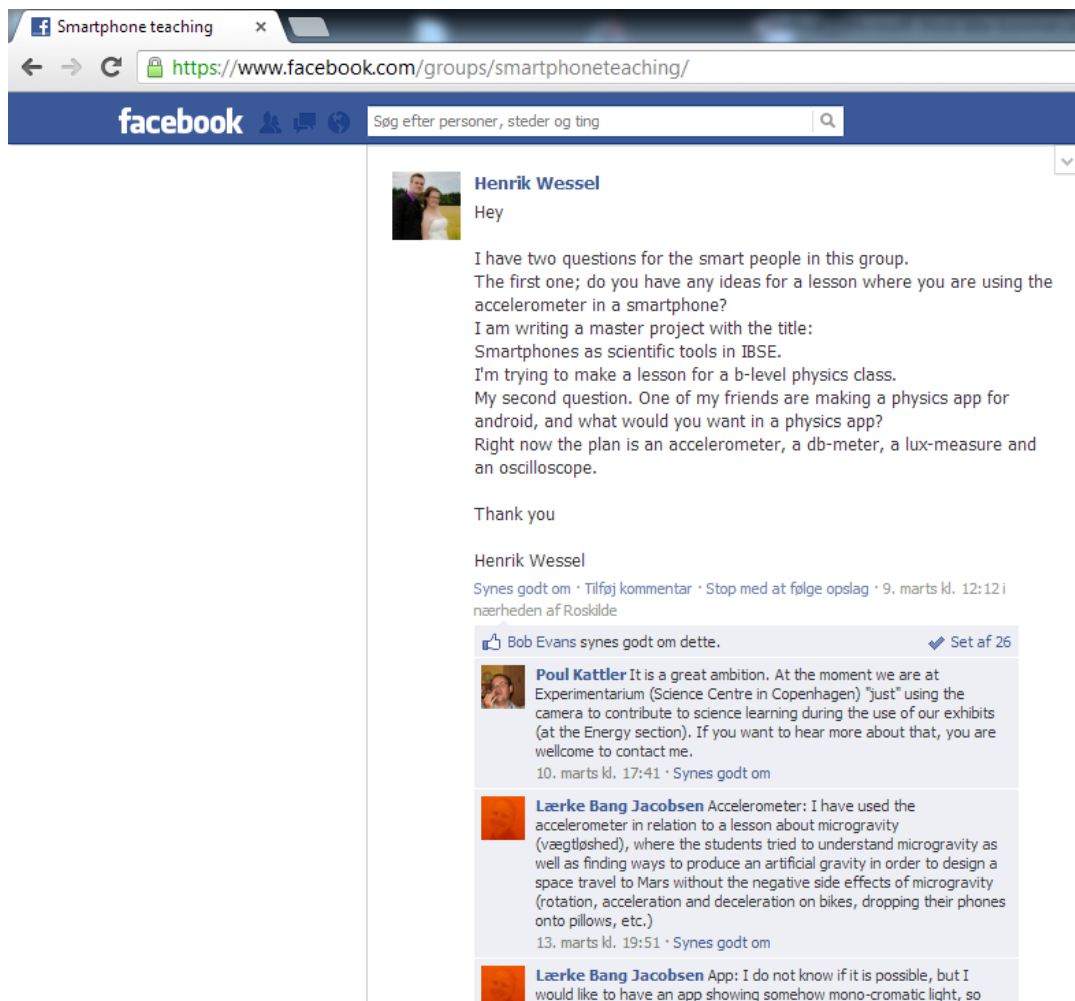 Smartphone teaching
https://www.facebook.com/groups/smartphoneteaching/
facebook
Søg efter personer, steder og ting
Henrik Wessel
Hey
I have two questions for the smart people in this group.
The first one; do you have any ideas for a lesson where you are using the
accelerometer in a smartphone?
I am writing a master project with the title:
Smartphones as scientific tools in IBSE.
I'm trying to make a lesson for a b-level physics class.
My second question. One of my friends are making a physics app for
android, and what would you want in a physics app?
Right now the plan is an accelerometer, a db-meter, a lux-measure and
an oscilloscope.
Thank you
Henrik Wessel
Synes godt om · Tilføj kommentar · Stop med at følge opslag · 9. marts kl. 12:12 i
nærheden af Roskilde
Bob Evans synes godt om dette. Set af 26
Poul Kattler It is a great ambition. At the moment we are at
Experimentarium (Science Centre in Copenhagen) "just" using the
camera to contribute to science learning during the use of our exhibits
(at the Energy section). If you want to hear more about that, you are
wellcome to contact me.
10. marts kl. 17:41 · Synes godt om
Lærke Bang Jacobsen Accelerometer: I have used the
accelerometer in relation to a lesson about microgravity
(vægtløshed), where the students tried to understand microgravity as
well as finding ways to produce an artificial gravity in order to design a
space travel to Mars without the negative side effects of microgravity
(rotation, acceleration and deceleration on bikes, dropping their phones
onto pillows, etc.)
13. marts kl. 19:51 · Synes godt om
Lærke Bang Jacobsen App: I do not know if it is possible, but I
would like to have an app showing somehow mono-cromatic light, so